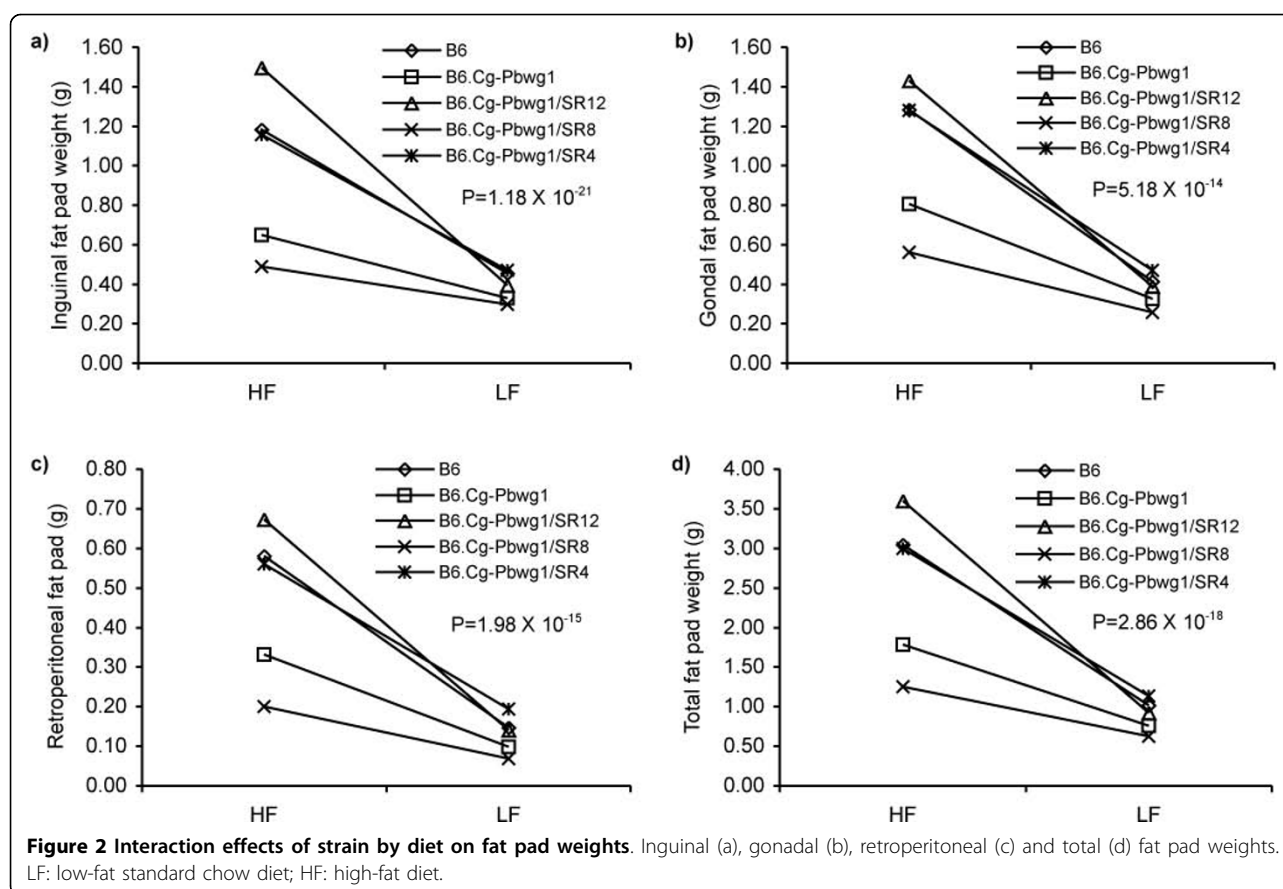 a)
1.60
1.40
1.20
1.00
0.80
0.60
0.40
0.20
0.00
Inguinal fat pad weight (g)
B6
B6.Cg-Pbwg1
B6.Cg-Pbwg1/SR12
B6.Cg-Pbwg1/SR8
B6.Cg-Pbwg1/SR4
P=1.18 X 10-21
HF
LF
b)
1.60
1.40
1.20
1.00
0.80
0.60
0.40
0.20
0.00
Gondal fat pad weight (g)
B6
B6.Cg-Pbwg1
B6.Cg-Pbwg1/SR12
B6.Cg-Pbwg1/SR8
B6.Cg-Pbwg1/SR4
P=5.18 X 10-14
HF
LF
c)
0.80
0.70
0.60
0.50
0.40
0.30
0.20
0.10
0.00
Retroperitoneal fat pad (g)
B6
B6.Cg-Pbwg1
B6.Cg-Pbwg1/SR12
B6.Cg-Pbwg1/SR8
B6.Cg-Pbwg1/SR4
P=1.98 X 10-15
HF
LF
d)
4.00
3.50
3.00
2.50
2.00
1.50
1.00
0.50
0.00
Total fat pad weight (g)
B6
B6.Cg-Pbwg1
B6.Cg-Pbwg1/SR12
B6.Cg-Pbwg1/SR8
B6.Cg-Pbwg1/SR4
P=2.86 X 10-18
HF
LF
Figure 2 Interaction effects of strain by diet on fat pad weights. Inguinal (a), gonadal (b), retroperitoneal (c) and total (d) fat pad weights.
LF: low-fat standard chow diet; HF: high-fat diet.